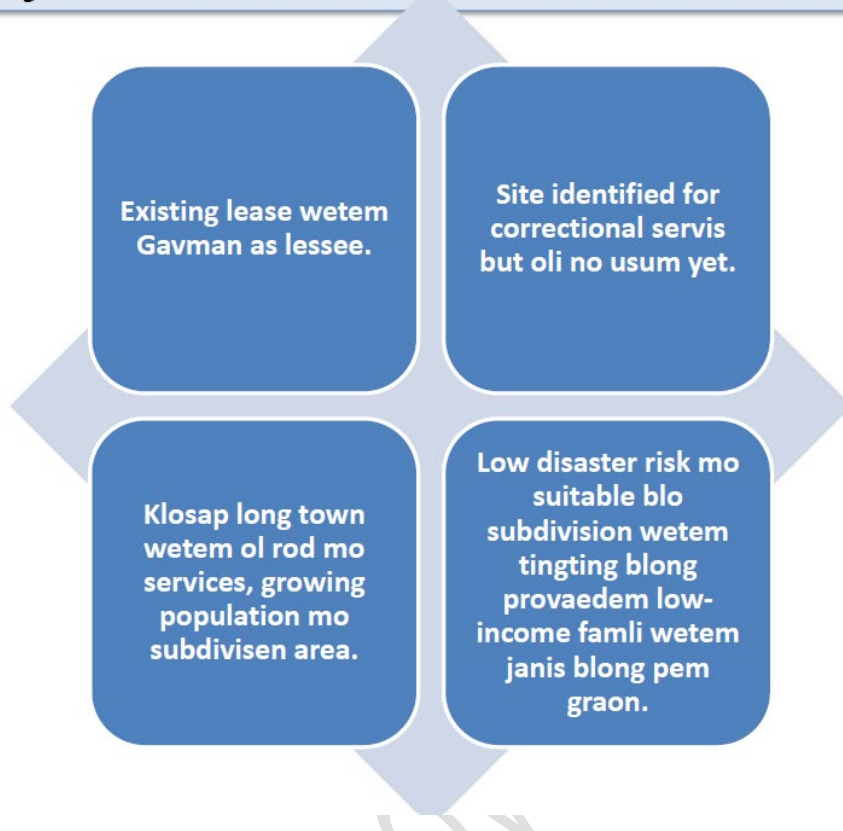 Existing lease wetem
Gavman as lessee.
Site identified for
correctional servis
but oli no usum yet.
Klosap long town
wetem ol rod mo
services, growing
population mo
subdivisen area.
Low disaster risk mo
suitable blo
subdivision wetem
tingting blong
provaedem low-
income famli wetem
janis blong pem
graon.